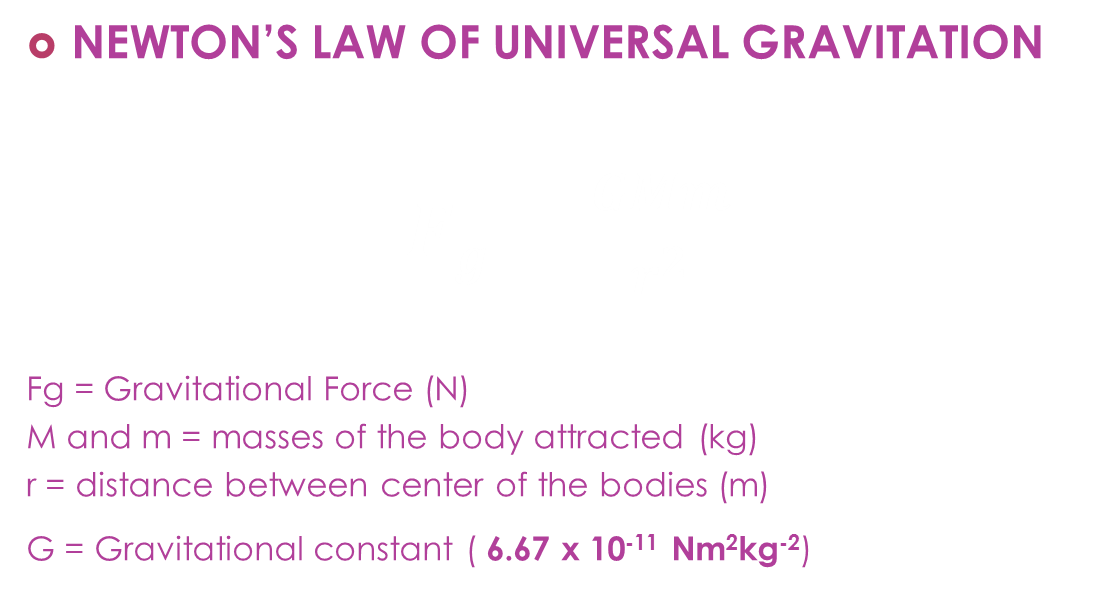 NEWTON’S LAW OF UNIVERSAL GRAVITATION
Fg = Gravitational Force (N)
M and m = masses of the body attracted (kg)
r = distance between center of the bodies (m)
G = Gravitational constant ( 6.67 x 10⁻¹¹ Nm²kg⁻²)